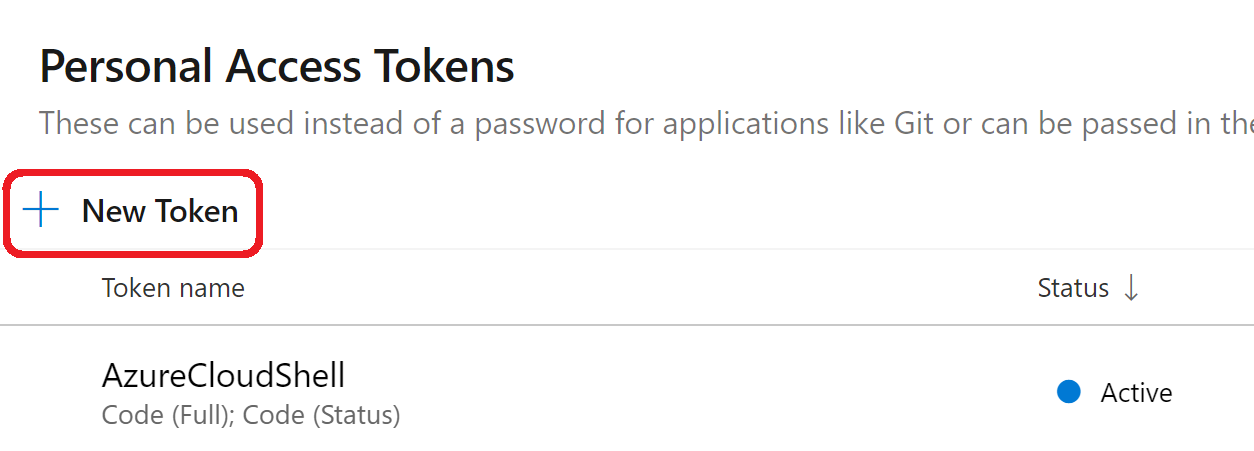 Personal Access Tokens
These can be used instead of a password for applications like Git or can be passed in the
New Token
Token name Status ↓
AzureCloudShell
Code (Full); Code (Status)
Active